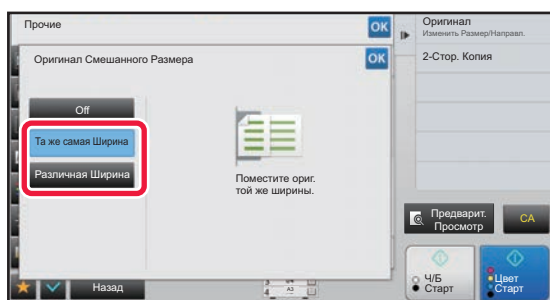 Прочие
OK
Оригинал
Изменить Размер/Направл.
Оригинал Смешанного Размера
OK
2-Стор. Копия
Off
Та же самая Ширина
Различная Ширина
Поместите ориг.
той же ширины.
Предварит.
Просмотр
CA
Назад
A3
Ч/Б
Старт
Цвет
Старт